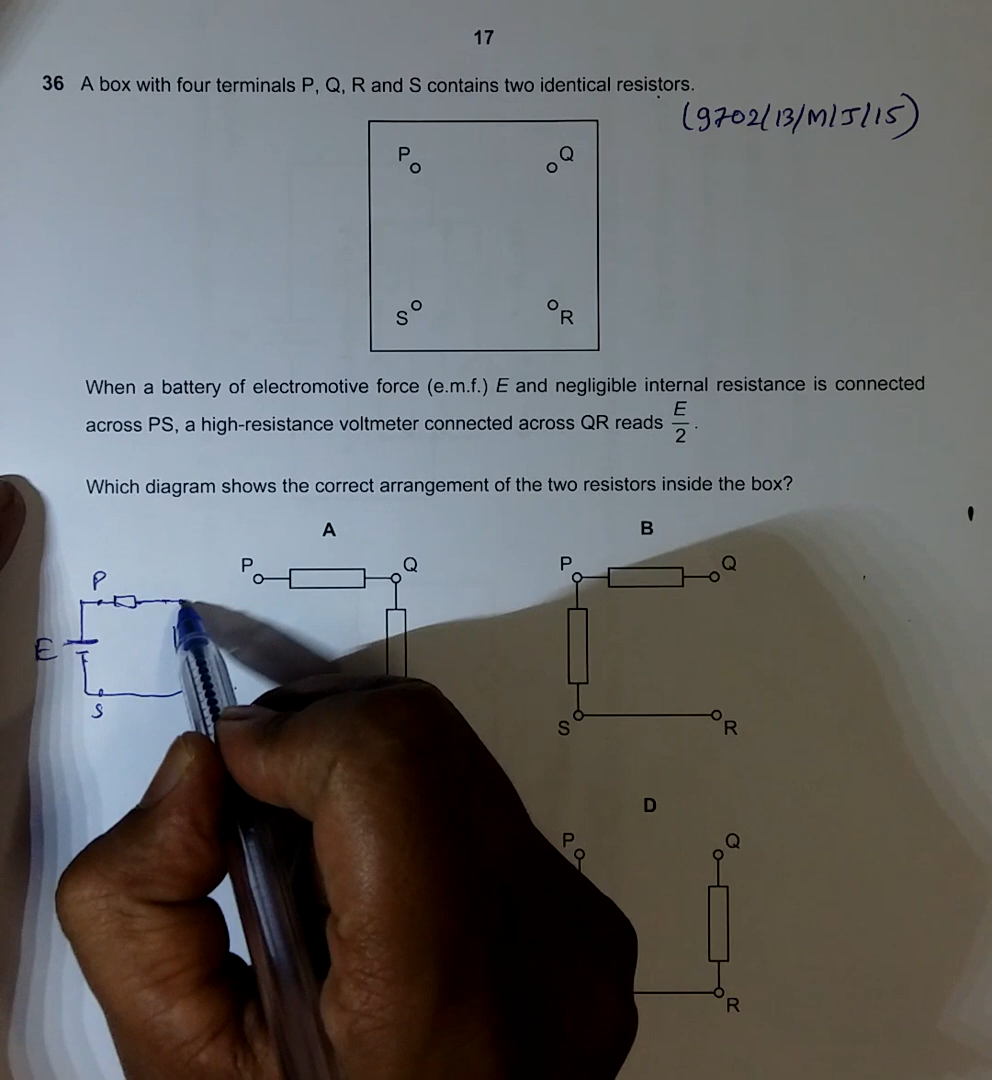 17
36 A box with four terminals P, Q, R and S contains two identical resistors.
(9702/13/M/J/15)
P Q
S R
When a battery of electromotive force (e.m.f.) E and negligible internal resistance is connected
across PS, a high-resistance voltmeter connected across QR reads E/2.
Which diagram shows the correct arrangement of the two resistors inside the box?
A B
P Q P Q
P
E
S
S R
D
P Q
R